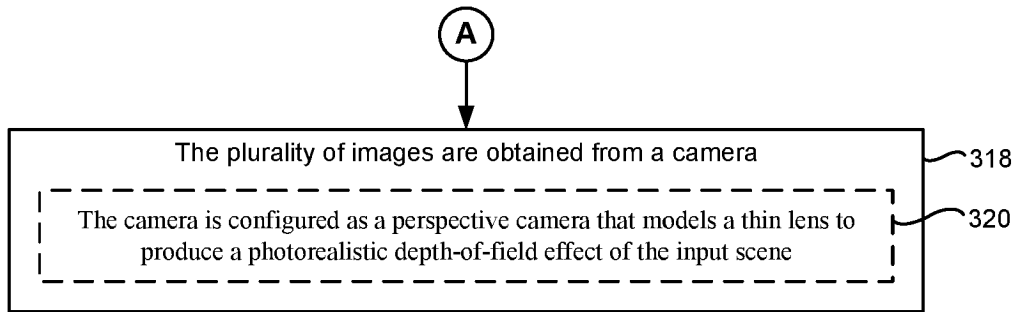 A
The plurality of images are obtained from a camera
318
The camera is configured as a perspective camera that models a thin lens to
320
produce a photorealistic depth-of-field effect of the input scene